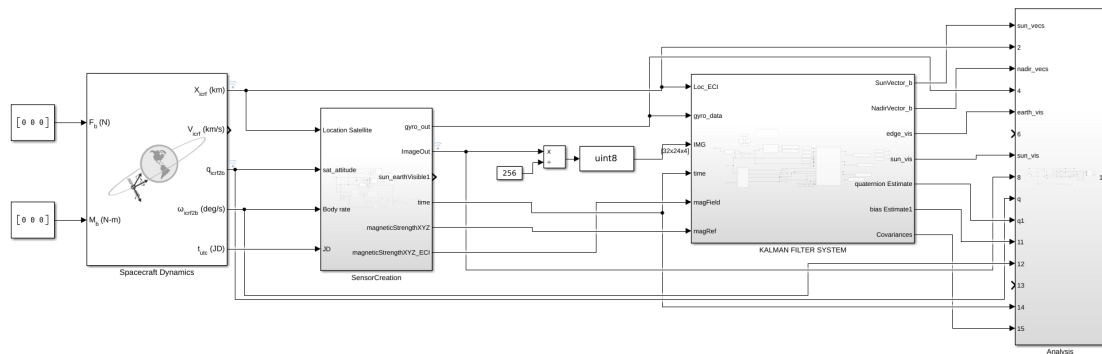 [0 0 0]
[0 0 0]
F_b (N)
M_b (N-m)
X_icrf (km)
V_icrf (km/s)
q_icrf2b
ω_icrf2b (deg/s)
t_utc (JD)
Spacecraft Dynamics
Location Satellite
sat_attitude
Body rate
JD
gyro_out
ImageOut
sun_earthVisible1
time
magneticStrengthXYZ
magneticStrengthXYZ_ECI
SensorCreation
256
×
÷
uint8
[32x24x4]
Loc_ECI
gyro_data
IMG
time
magField
magRef
SunVector_b
NadirVector_b
edge_vis
sun_vis
quaternion Estimate
bias Estimate1
Covariances
KALMAN FILTER SYSTEM
sun_vecs
2
nadir_vecs
4
earth_vis
6
sun_vis
8
q
q1
11
12
13
14
15
1
Analysis